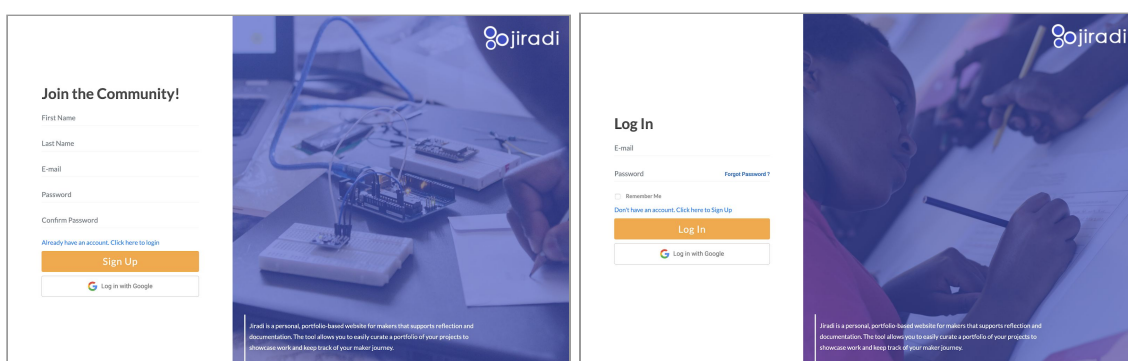 jiradi
Join the Community!
First Name
Last Name
E-mail
Password
Confirm Password
Already have an account. Click here to login
Sign Up
Log in with Google
Jiradi is a personal, portfolio-based website for makers that supports reflection and
documentation. The tool allows you to easily curate a portfolio of your projects to
showcase work and keep track of your maker journey.
jiradi
Log In
E-mail
Password
Forgot Password ?
Remember Me
Don't have an account, Click here to Sign Up
Log In
Log in with Google
Jiradi is a personal, portfolio-based website for makers that supports reflection and
documentation. The tool allows you to easily curate a portfolio of your projects to
showcase work and keep track of your maker journey.